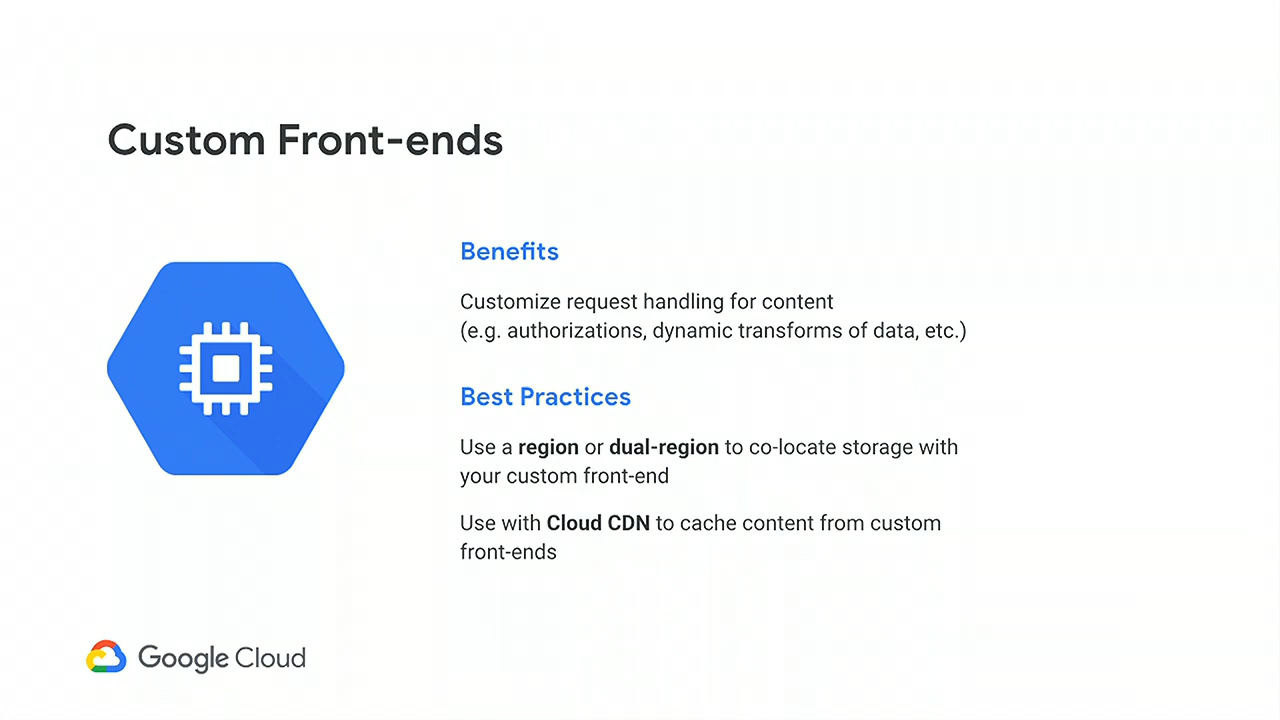 Custom Front-ends
Benefits
Customize request handling for content
(e.g. authorizations, dynamic transforms of data, etc.)
Best Practices
Use a region or dual-region to co-locate storage with
your custom front-end
Use with Cloud CDN to cache content from custom
front-ends
Google Cloud